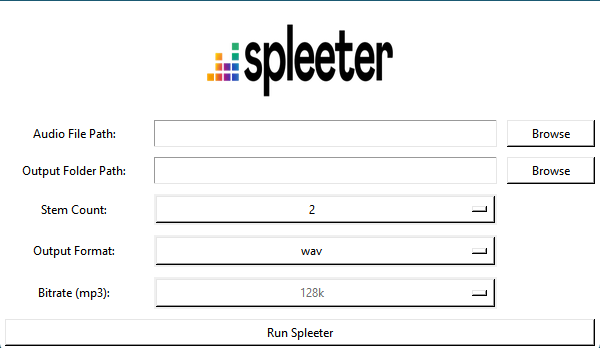 spleeter
Audio File Path: Browse
Output Folder Path: Browse
Stem Count: 2
Output Format: wav
Bitrate (mp3): 128k
Run Spleeter